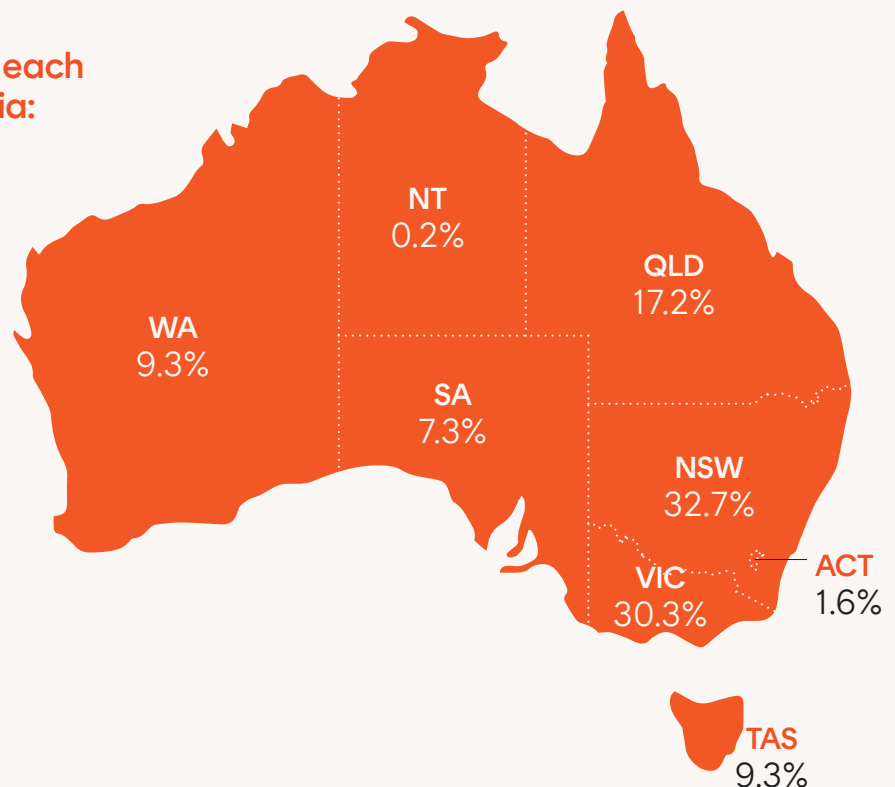 each
ia:
NT
0.2%
QLD
17.2%
WA
9.3%
SA
7.3%
NSW
32.7%
ACT
1.6%
VIC
30.3%
TAS
9.3%